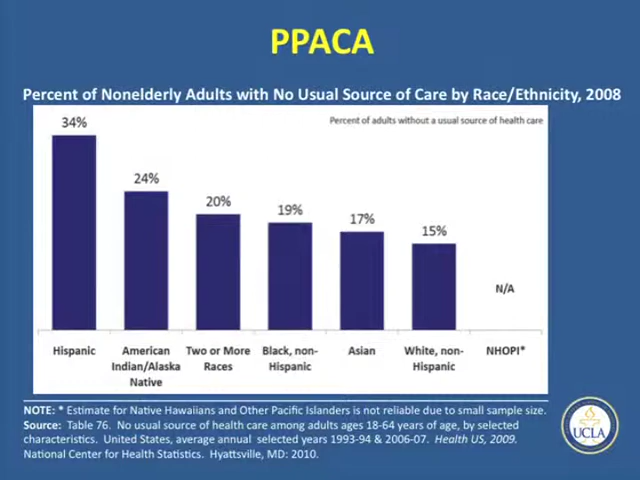 PPACA
Percent of Nonelderly Adults with No Usual Source of Care by Race/Ethnicity, 2008
Percent of adults without a usual source of health care
34%
24%
20%
19%
17%
15%
N/A
Hispanic
American Indian/Alaska Native
Two or More Races
Black, non-Hispanic
Asian
White, non-Hispanic
NHOPI*
NOTE: * Estimate for Native Hawaiians and Other Pacific Islanders is not reliable due to small sample size.
Source: Table 76. No usual source of health care among adults ages 18-64 years of age, by selected
characteristics. United States, average annual selected years 1993-94 & 2006-07. Health US, 2009.
National Center for Health Statistics. Hyattsville, MD: 2010.
UCLA